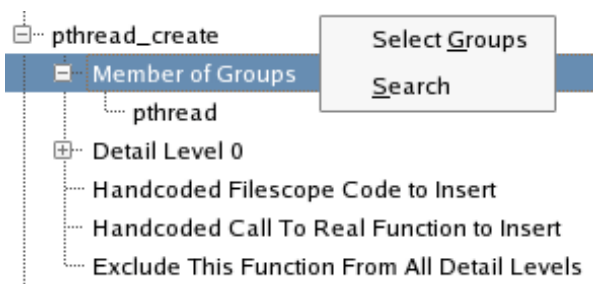 pthread_create
Select Groups
Member of Groups
Search
pthread
Detail Level 0
Handcoded Filescope Code to Insert
Handcoded Call To Real Function to Insert
Exclude This Function From All Detail Levels